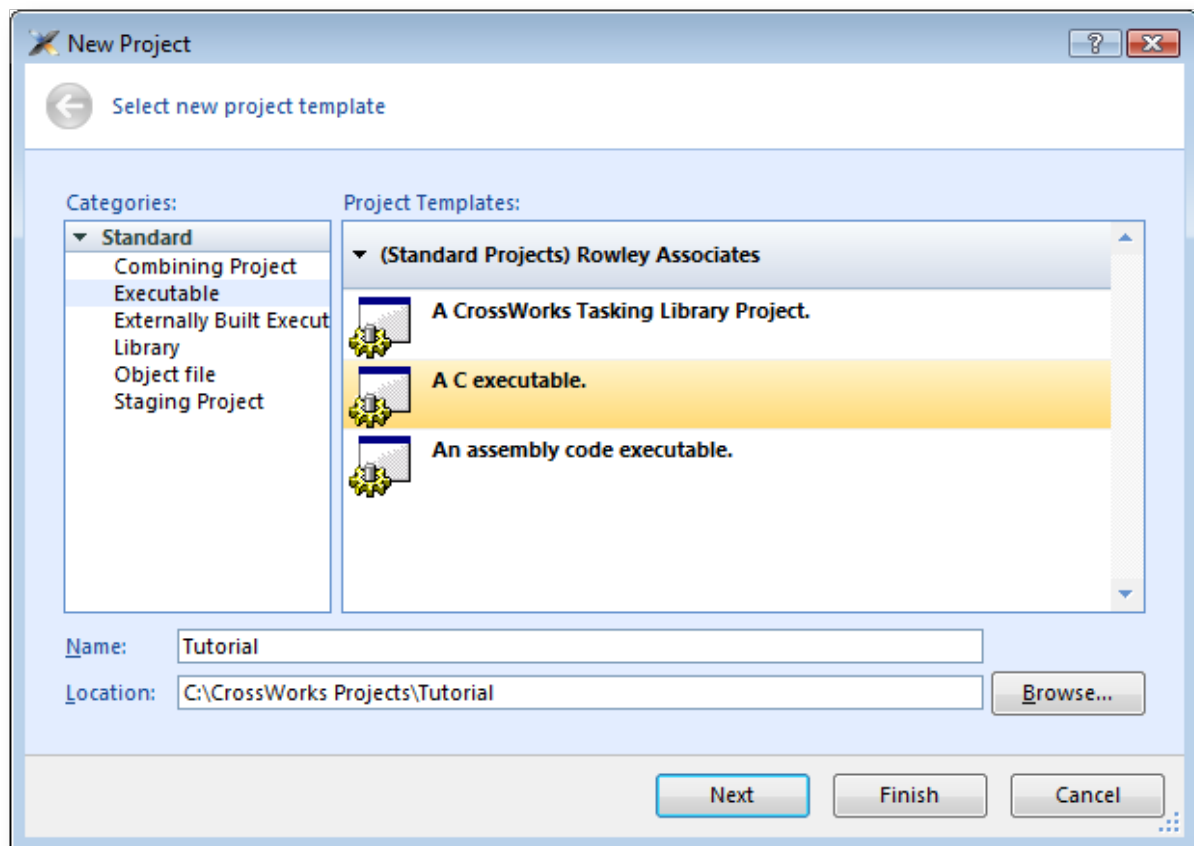 New Project
Select new project template
Categories:
Standard
Combining Project
Executable
Externally Built Execut
Library
Object file
Staging Project
Project Templates:
(Standard Projects) Rowley Associates
A CrossWorks Tasking Library Project.
A C executable.
An assembly code executable.
Name:
Tutorial
Location:
C:\CrossWorks Projects\Tutorial
Browse...
Next
Finish
Cancel